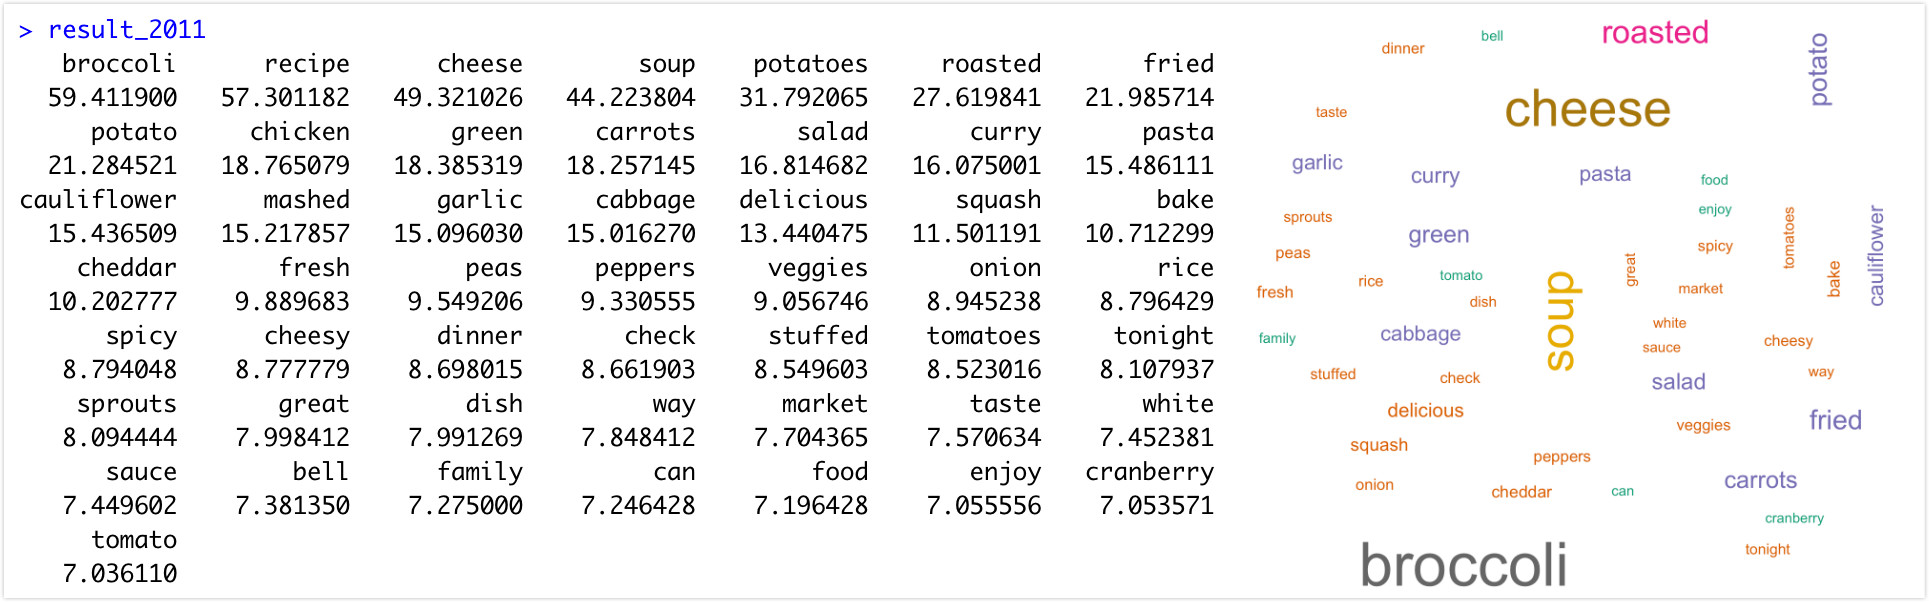 > result_2011
broccoli recipe cheese soup potatoes roasted fried
59.411900 57.301182 49.321026 44.223804 31.792065 27.619841 21.985714
potato chicken green carrots salad curry pasta
21.284521 18.765079 18.385319 18.257145 16.814682 16.075001 15.486111
cauliflower mashed garlic cabbage delicious squash bake
15.436509 15.217857 15.096030 15.016270 13.440475 11.501191 10.712299
cheddar fresh peas peppers veggies onion rice
10.202777 9.889683 9.549206 9.330555 9.056746 8.945238 8.796429
spicy cheesy dinner check stuffed tomatoes tonight
8.794048 8.777779 8.698015 8.661903 8.549603 8.523016 8.107937
sprouts great dish way market taste white
8.094444 7.998412 7.991269 7.848412 7.704365 7.570634 7.452381
sauce bell family can food enjoy cranberry
7.449602 7.381350 7.275000 7.246428 7.196428 7.055556 7.053571
tomato
7.036110
roasted
bell
dinner
potato
cheese
taste
garlic
curry
pasta
food
enjoy
sprouts
green
tomatoes
cauliflower
spicy
peas
great
bake
rice
tomato
fresh
dish
market
soup
white
family
cabbage
sauce
cheesy
stuffed
check
way
salad
delicious
fried
veggies
squash
peppers
onion
cheddar
can
carrots
cranberry
tonight
broccoli